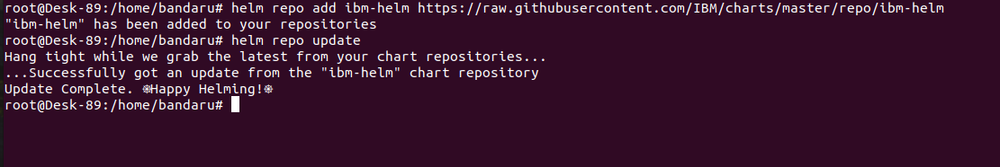 root@Desk-89:/home/bandaru# helm repo add ibm-helm https://raw.githubusercontent.com/IBM/charts/master/repo/ibm-helm
"ibm-helm" has been added to your repositories
root@Desk-89:/home/bandaru# helm repo update
Hang tight while we grab the latest from your chart repositories...
...Successfully got an update from the "ibm-helm" chart repository
Update Complete. ⎈Happy Helming!⎈
root@Desk-89:/home/bandaru#